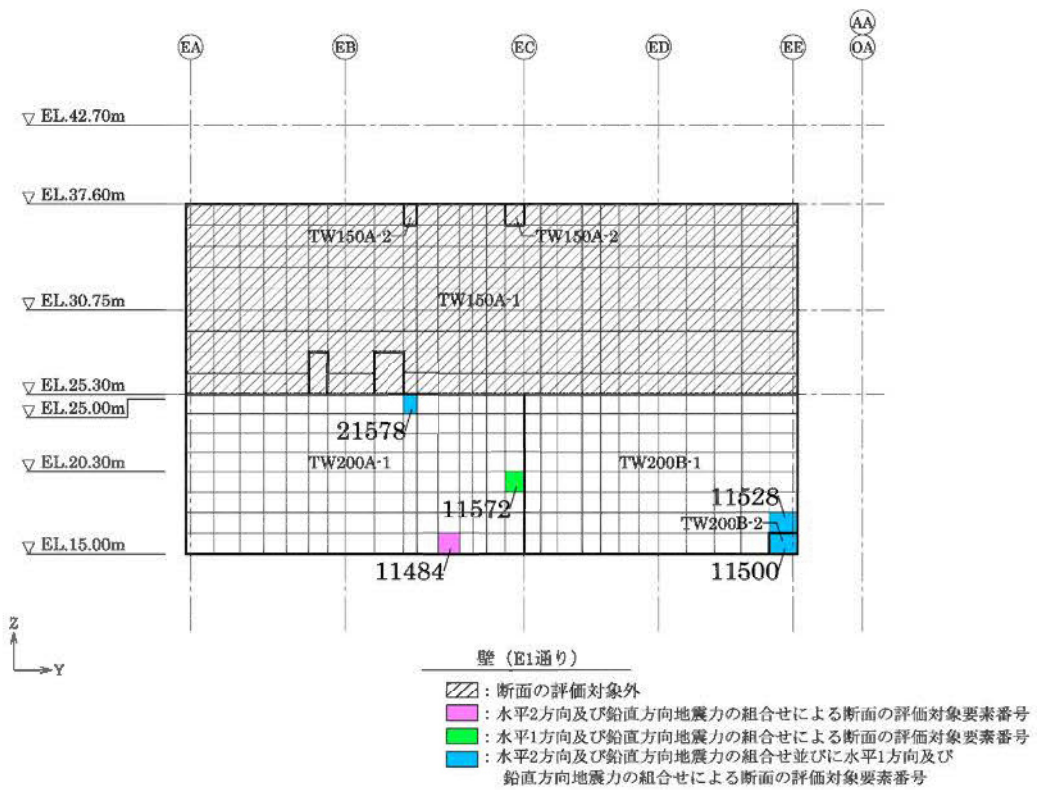 AA
EA
EB
EC
ED
EE
OA
▽ EL.42.70m
▽ EL.37.60m
TW150A-2
TW150A-2
▽ EL.30.75m
TW150A-1
▽ EL.25.30m
▽ EL.25.00m
21578
▽ EL.20.30m
TW200A-1
TW200B-1
11572
11528
TW200B-2
▽ EL.15.00m
11484
11500
Z
Y
壁（E1通り）
：断面の評価対象外
：水平2方向及び鉛直方向地震力の組合せによる断面の評価対象要素番号
：水平1方向及び鉛直方向地震力の組合せによる断面の評価対象要素番号
：水平2方向及び鉛直方向地震力の組合せ並びに水平1方向及び
鉛直方向地震力の組合せによる断面の評価対象要素番号